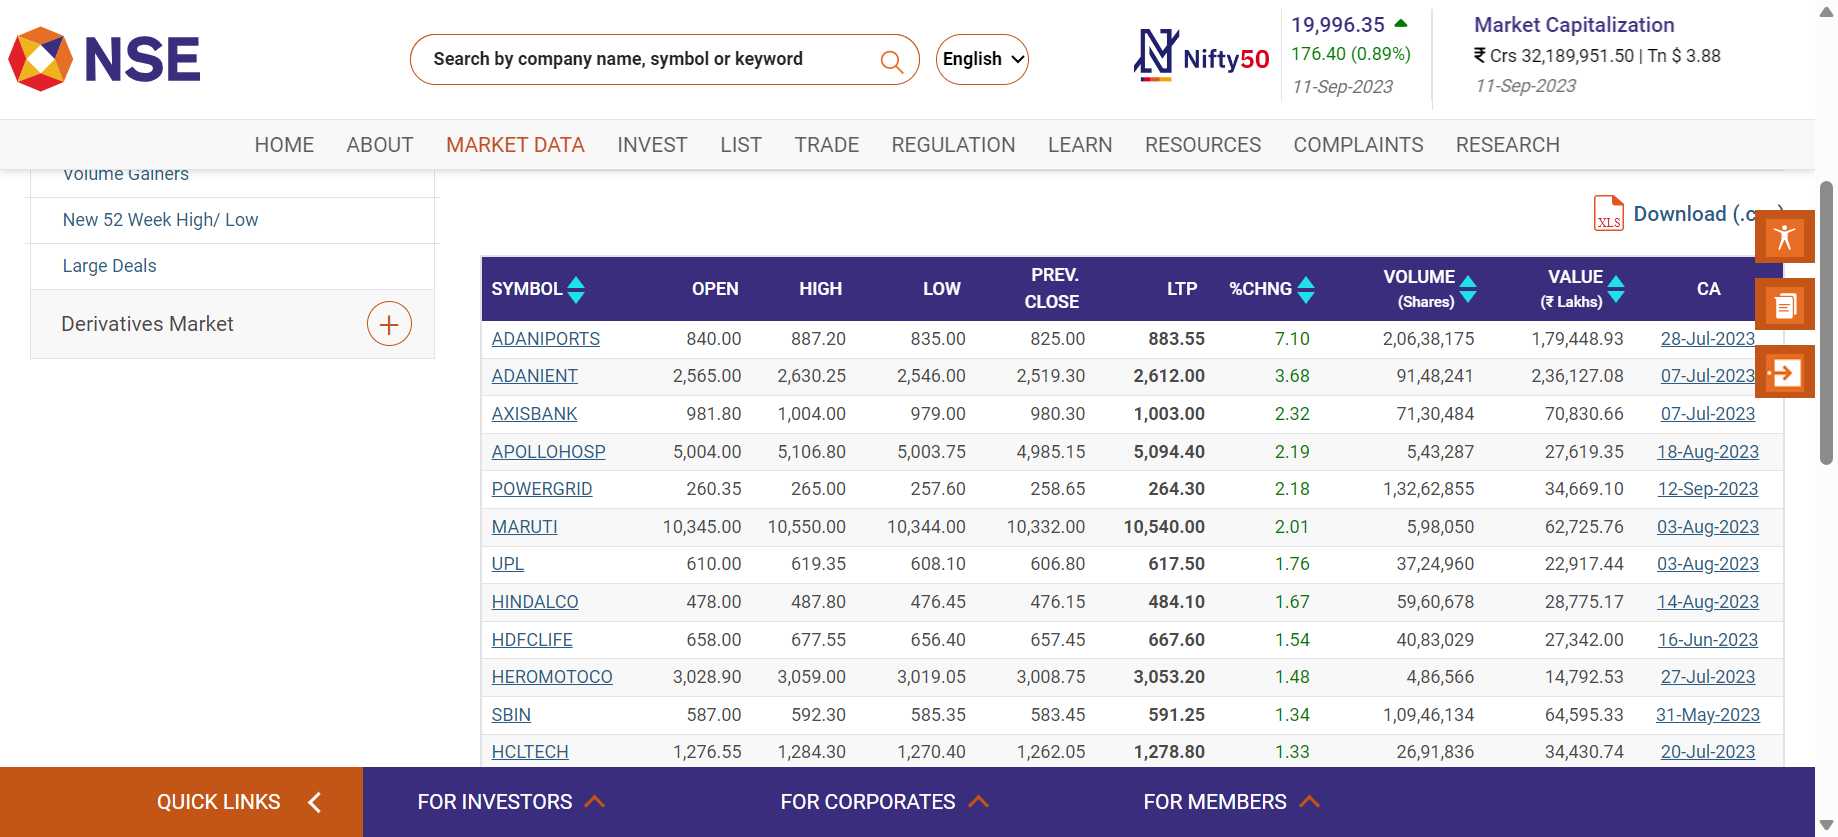 NSE
Search by company name, symbol or keyword
English
Nifty50
19,996.35
176.40 (0.89%)
11-Sep-2023
Market Capitalization
₹ Crs 32,189,951.50 | Tn $ 3.88
11-Sep-2023
HOME ABOUT MARKET DATA INVEST LIST TRADE REGULATION LEARN RESOURCES COMPLAINTS RESEARCH
Volume Gainers
New 52 Week High/ Low
Large Deals
Derivatives Market
XLS Download (.c
SYMBOL OPEN HIGH LOW PREV. CLOSE LTP %CHNG VOLUME (Shares) VALUE (₹ Lakhs) CA
ADANIPORTS 840.00 887.20 835.00 825.00 883.55 7.10 2,06,38,175 1,79,448.93 28-Jul-2023
ADANIENT 2,565.00 2,630.25 2,546.00 2,519.30 2,612.00 3.68 91,48,241 2,36,127.08 07-Jul-2023
AXISBANK 981.80 1,004.00 979.00 980.30 1,003.00 2.32 71,30,484 70,830.66 07-Jul-2023
APOLLOHOSP 5,004.00 5,106.80 5,003.75 4,985.15 5,094.40 2.19 5,43,287 27,619.35 18-Aug-2023
POWERGRID 260.35 265.00 257.60 258.65 264.30 2.18 1,32,62,855 34,669.10 12-Sep-2023
MARUTI 10,345.00 10,550.00 10,344.00 10,332.00 10,540.00 2.01 5,98,050 62,725.76 03-Aug-2023
UPL 610.00 619.35 608.10 606.80 617.50 1.76 37,24,960 22,917.44 03-Aug-2023
HINDALCO 478.00 487.80 476.45 476.15 484.10 1.67 59,60,678 28,775.17 14-Aug-2023
HDFCLIFE 658.00 677.55 656.40 657.45 667.60 1.54 40,83,029 27,342.00 16-Jun-2023
HEROMOTOCO 3,028.90 3,059.00 3,019.05 3,008.75 3,053.20 1.48 4,86,566 14,792.53 27-Jul-2023
SBIN 587.00 592.30 585.35 583.45 591.25 1.34 1,09,46,134 64,595.33 31-May-2023
HCLTECH 1,276.55 1,284.30 1,270.40 1,262.05 1,278.80 1.33 26,91,836 34,430.74 20-Jul-2023
QUICK LINKS FOR INVESTORS FOR CORPORATES FOR MEMBERS